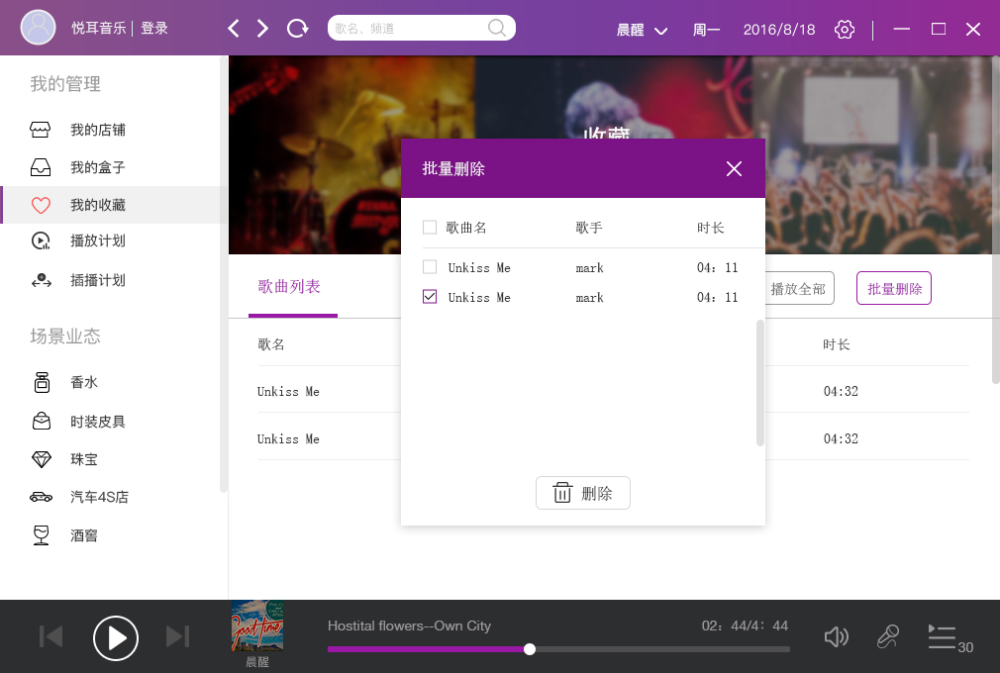 悦耳音乐| 登录
歌名、频道
晨醒 周一 2016/8/18
我的管理
我的店铺
我的盒子
我的收藏
播放计划
插播计划
场景业态
香水
时装皮具
珠宝
汽车4S店
酒窖
收藏
歌曲列表
播放全部 批量删除
歌名 时长
Unkiss Me 04:32
Unkiss Me 04:32
批量删除
歌曲名 歌手 时长
Unkiss Me mark 04: 11
Unkiss Me mark 04: 11
删除
Good Time
晨醒
Hostital flowers--Own City 02: 44/4: 44
30